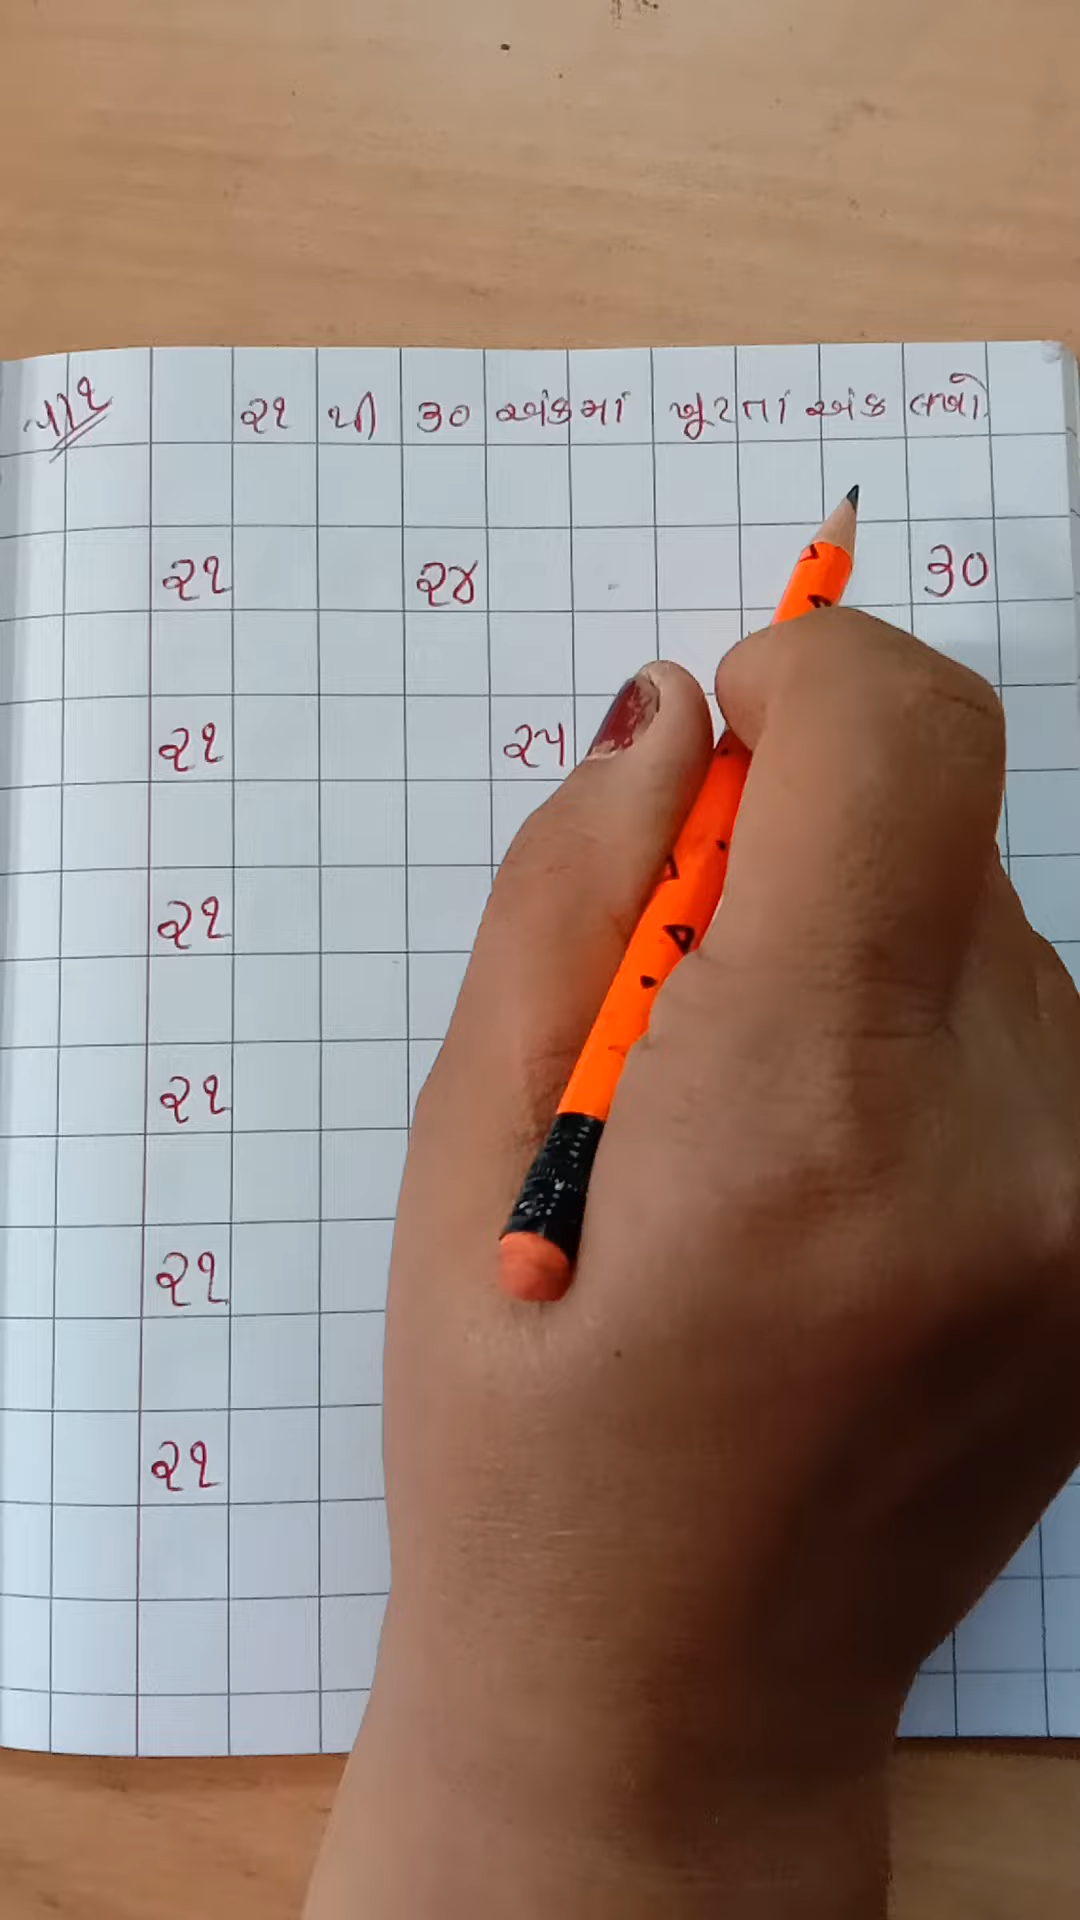 ૨૧ થી ૩૦ અંકમાં ખૂટતાં અંક લખો.
૨૧ ૨૪ ૩૦
૨૧ ૨૫
૨૧
૨૧
૨૧
૨૧